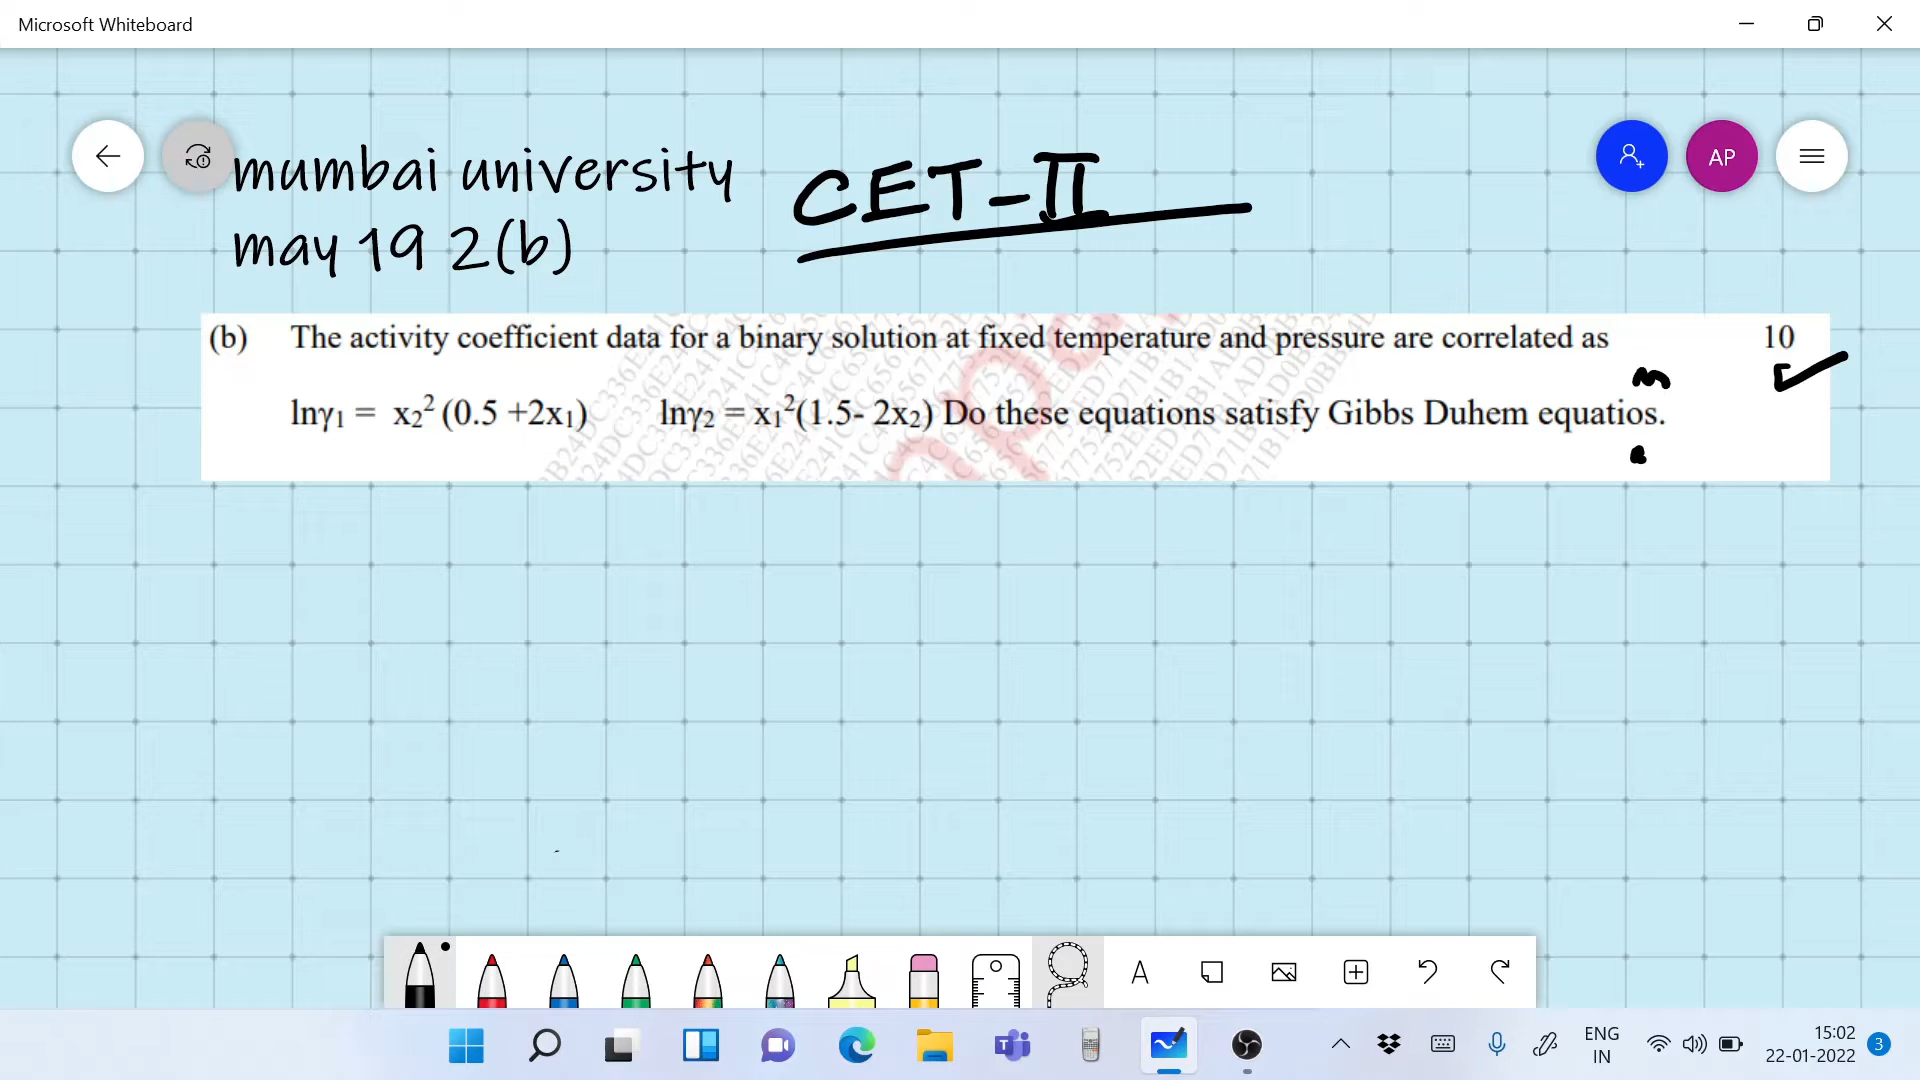 Microsoft Whiteboard
mumbai university
may 19 2(b)
CET-II
AP
(b) The activity coefficient data for a binary solution at fixed temperature and pressure are correlated as 10
lnγ₁ = x₂² (0.5 +2x₁) lnγ₂ = x₁²(1.5- 2x₂) Do these equations satisfy Gibbs Duhem equatios.
n
A
ENG
IN
15:02
22-01-2022
3